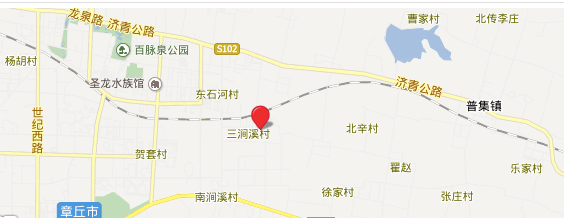 龙泉路 济青公路
曹家村
北传李庄
百脉泉公园
S102
杨胡村
圣龙水族馆
济青公路
东石河村
普集镇
世纪西路
三涧溪村
北辛村
贺套村
瞿赵
乐家村
南涧溪村
徐家村
张庄村
章丘市